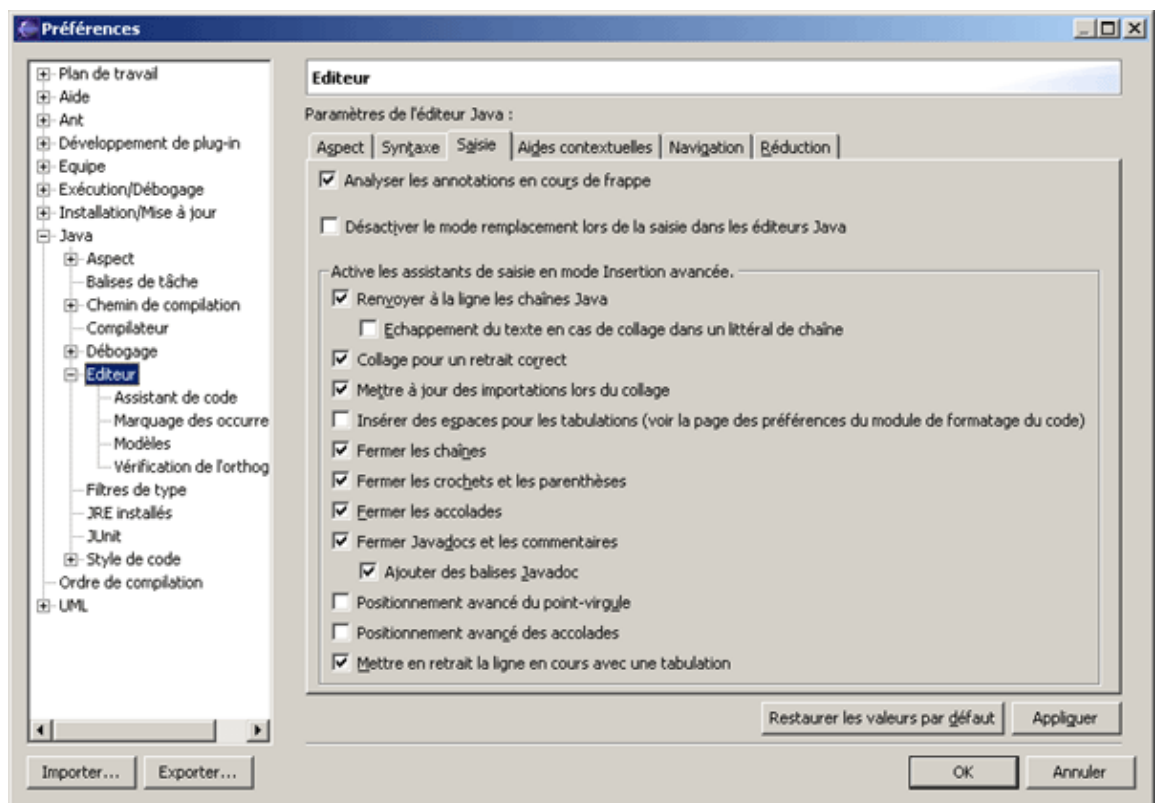 Préférences
Plan de travail
Aide
Ant
Développement de plug-in
Equipe
Exécution/Débogage
Installation/Mise à jour
Java
Aspect
Balises de tâche
Chemin de compilation
Compilateur
Débogage
Editeur
Assistant de code
Marquage des occurre
Modèles
Vérification de l'orthog
Filtres de type
JRE installés
JUnit
Style de code
Ordre de compilation
UML
Importer...
Exporter...
Editeur
Paramètres de l'éditeur Java :
Aspect Syntaxe Saisie Aides contextuelles Navigation Réduction
Analyser les annotations en cours de frappe
Désactiver le mode remplacement lors de la saisie dans les éditeurs Java
Active les assistants de saisie en mode Insertion avancée.
Renvoyer à la ligne les chaînes Java
Echappement du texte en cas de collage dans un littéral de chaîne
Collage pour un retrait correct
Mettre à jour des importations lors du collage
Insérer des espaces pour les tabulations (voir la page des préférences du module de formatage du code)
Fermer les chaînes
Fermer les crochets et les parenthèses
Fermer les accolades
Fermer Javadocs et les commentaires
Ajouter des balises Javadoc
Positionnement avancé du point-virgule
Positionnement avançé des accolades
Mettre en retrait la ligne en cours avec une tabulation
Restaurer les valeurs par défaut
Appliquer
OK
Annuler